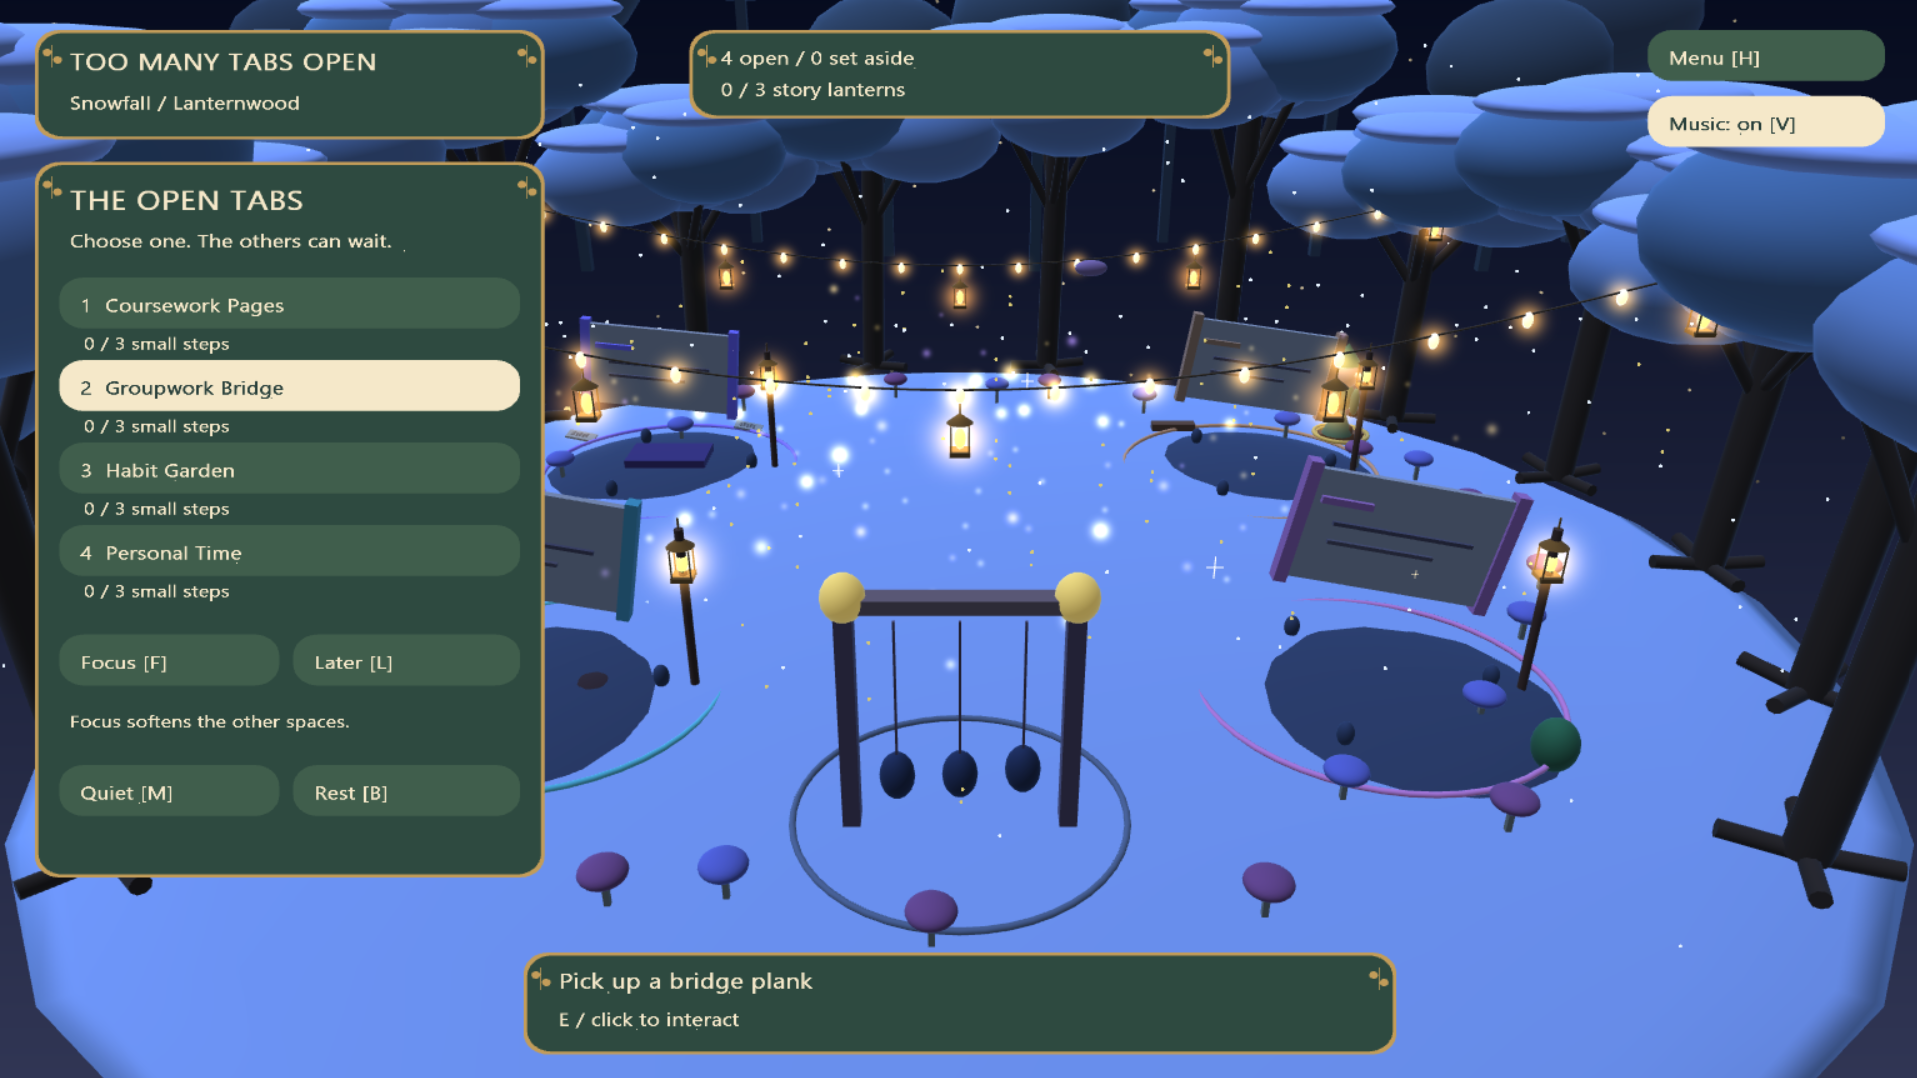 TOO MANY TABS OPEN
Snowfall / Lanternwood
4 open / 0 set aside
0 / 3 story lanterns
Menu [H]
Music: on [V]
THE OPEN TABS
Choose one. The others can wait.
1 Coursework Pages
0 / 3 small steps
2 Groupwork Bridge
0 / 3 small steps
3 Habit Garden
0 / 3 small steps
4 Personal Time
0 / 3 small steps
Focus [F]
Later [L]
Focus softens the other spaces.
Quiet [M]
Rest [B]
Pick up a bridge plank
E / click to interact